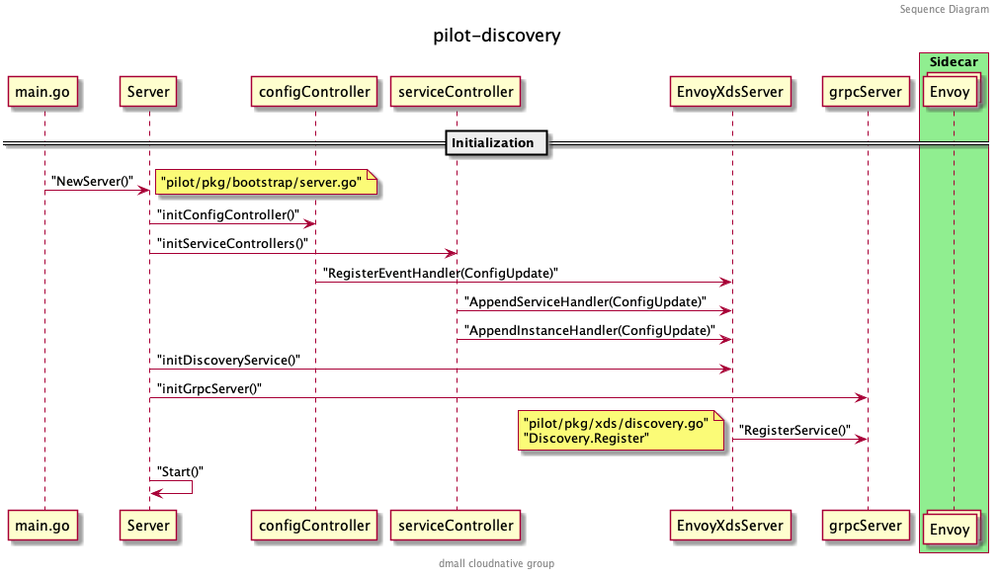 Sequence Diagram
pilot-discovery
Sidecar
main.go
Server
configController
serviceController
EnvoyXdsServer
grpcServer
Envoy
Initialization
"NewServer()"
"pilot/pkg/bootstrap/server.go"
"initConfigController()"
"initServiceControllers()"
"RegisterEventHandler(ConfigUpdate)"
"AppendServiceHandler(ConfigUpdate)"
"AppendInstanceHandler(ConfigUpdate)"
"initDiscoveryService()"
"initGrpcServer()"
"pilot/pkg/xds/discovery.go"
"Discovery.Register"
"RegisterService()"
"Start()"
main.go
Server
configController
serviceController
EnvoyXdsServer
grpcServer
Envoy
dmall cloudnative group